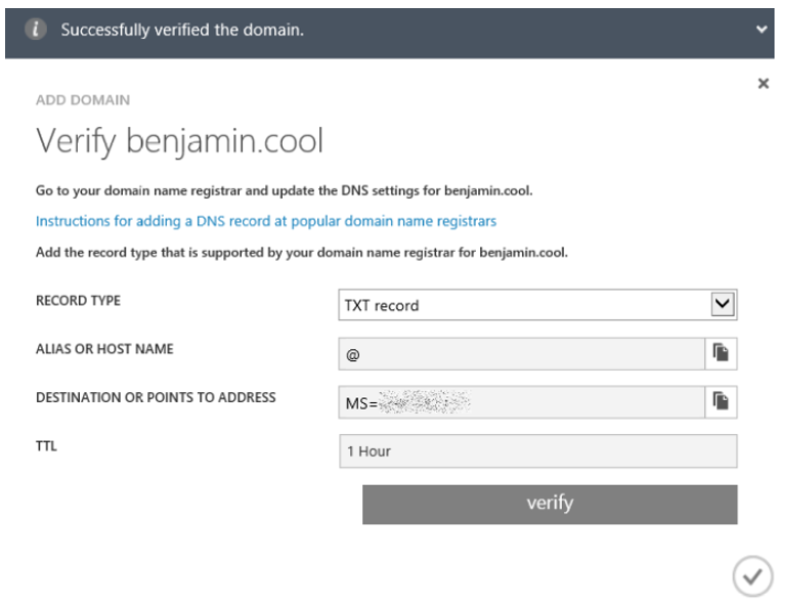 Successfully verified the domain.
ADD DOMAIN
Verify benjamin.cool
Go to your domain name registrar and update the DNS settings for benjamin.cool.
Instructions for adding a DNS record at popular domain name registrars
Add the record type that is supported by your domain name registrar for benjamin.cool.
RECORD TYPE
TXT record
ALIAS OR HOST NAME
@
DESTINATION OR POINTS TO ADDRESS
MS=
TTL
1 Hour
verify